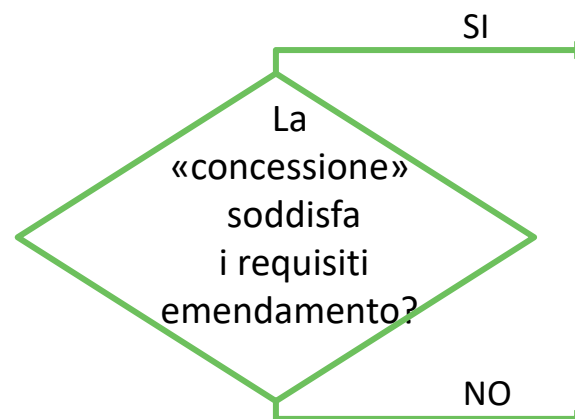 SI
La
«concessione»
soddisfa
i requisiti
emendamento?
NO